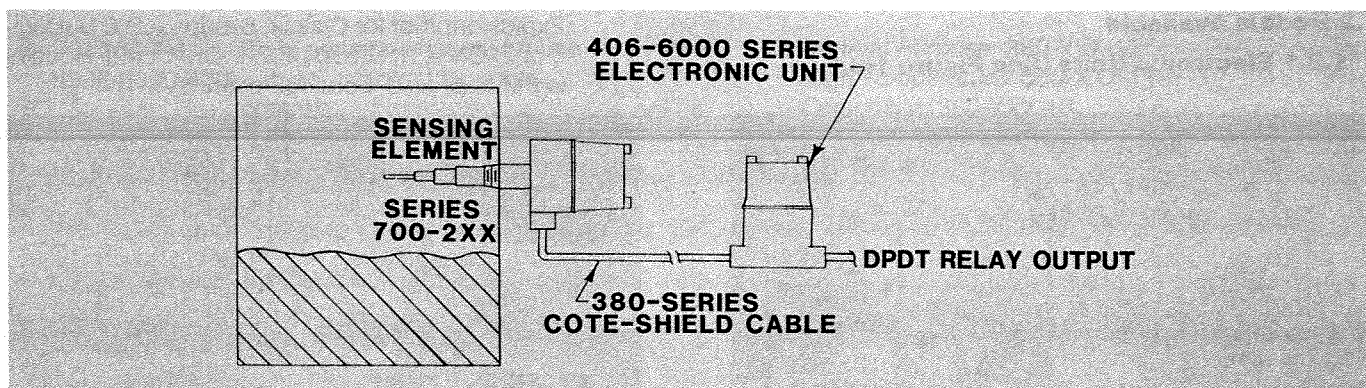 406-6000 SERIES
ELECTRONIC UNIT
SENSING
ELEMENT
SERIES
700-2XX
DPDT RELAY OUTPUT
380-SERIES
COTE-SHIELD CABLE